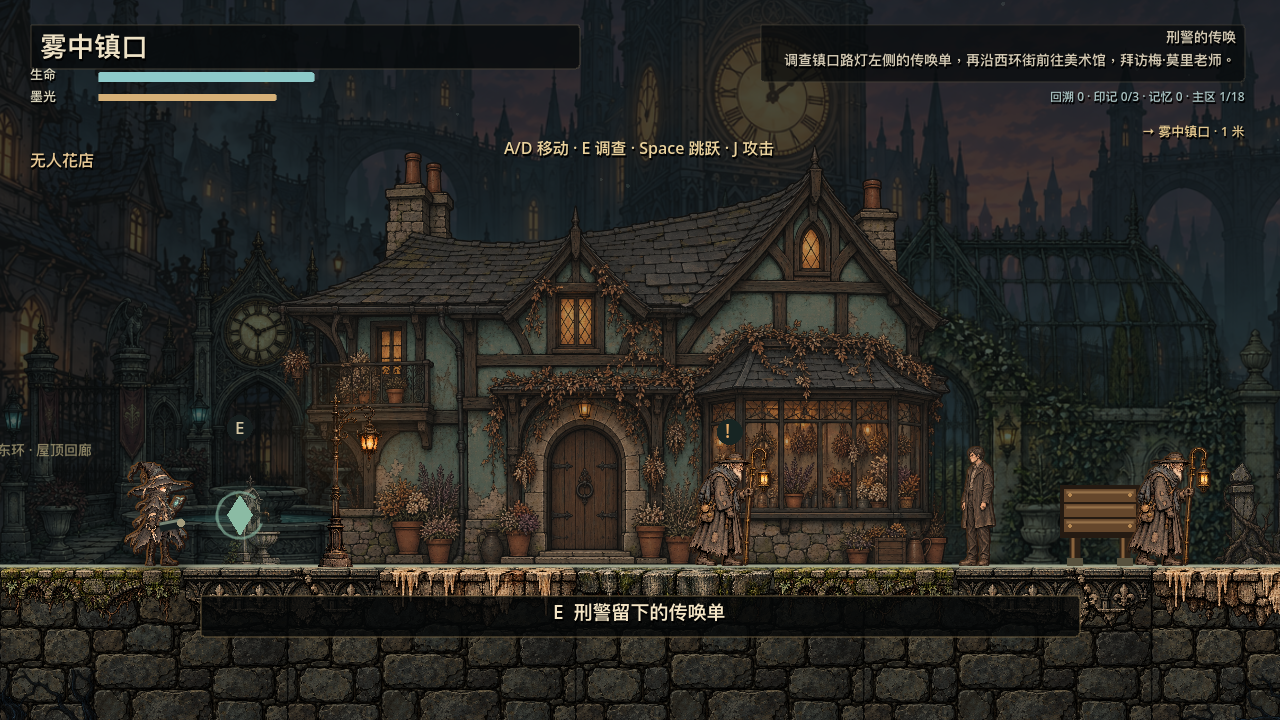 雾中镇口
刑警的传唤
调查镇口路灯左侧的传唤单，再沿西环街前往美术馆，拜访梅·莫里老师。
生命
墨光
回溯 0 · 印记 0/3 · 记忆 0 · 主区 1/18
→ 雾中镇口 · 1 米
A/D 移动 · E 调查 · Space 跳跃 · J 攻击
无人花店
E
!
东环 · 屋顶回廊
E 刑警留下的传唤单